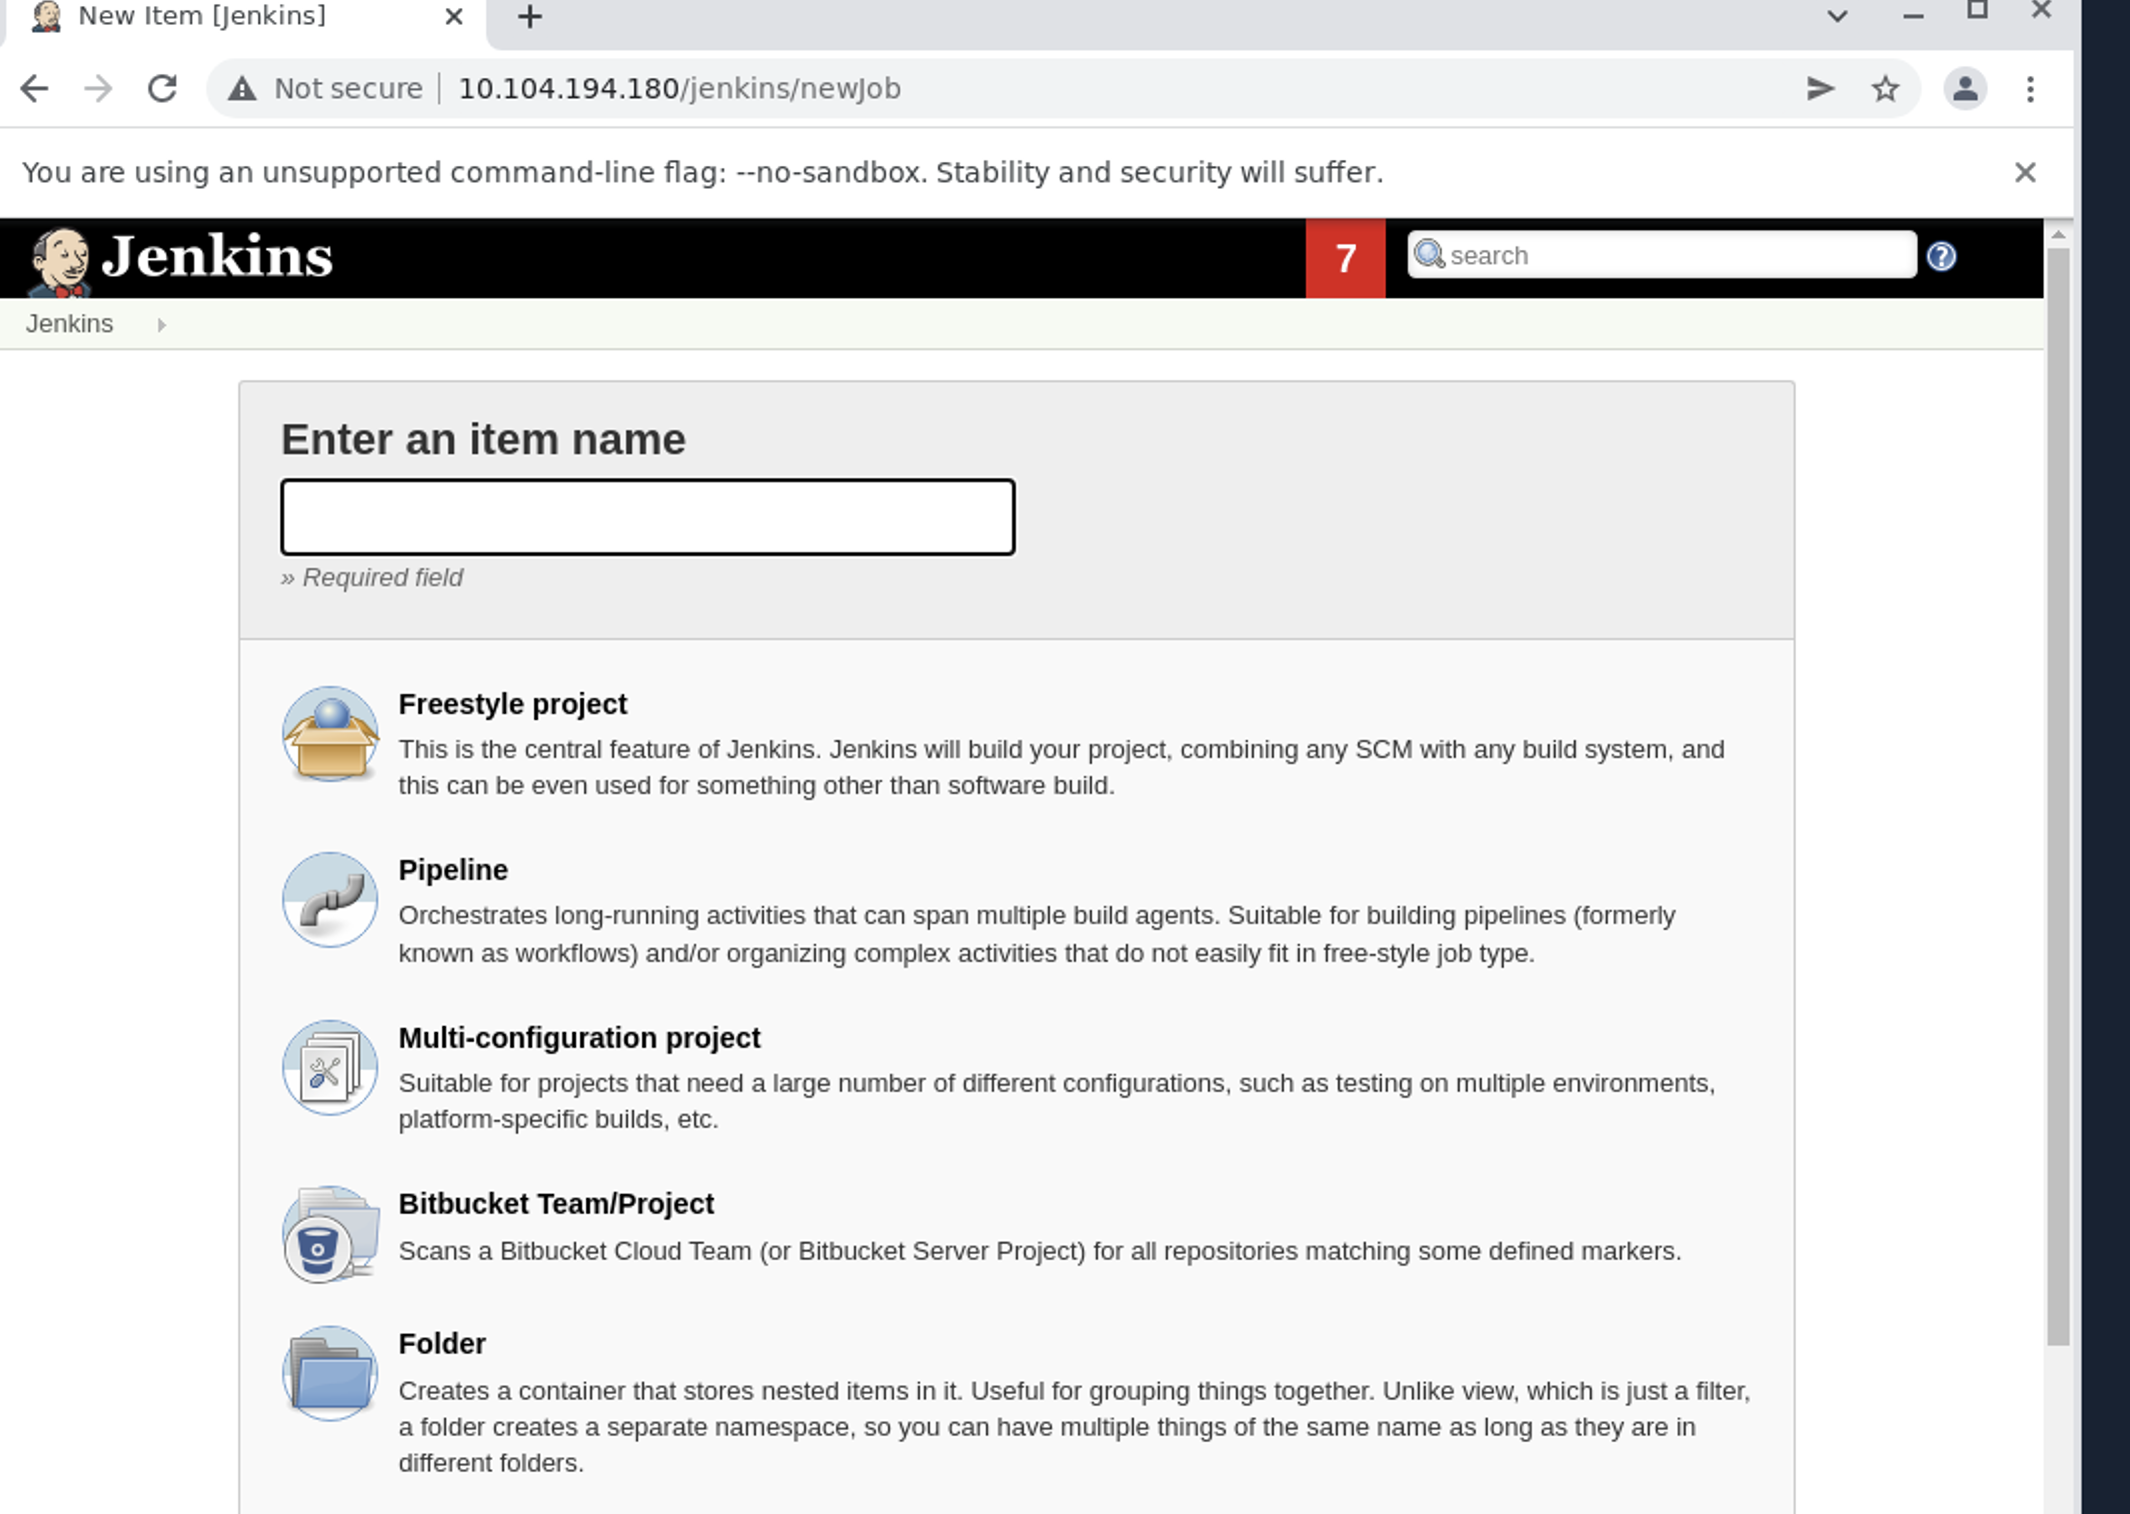 New Item [Jenkins]
Not secure 10.104.194.180/jenkins/newJob
You are using an unsupported command-line flag: --no-sandbox. Stability and security will suffer.
Jenkins
7
search
Jenkins
Enter an item name
» Required field
Freestyle project
This is the central feature of Jenkins. Jenkins will build your project, combining any SCM with any build system, and
this can be even used for something other than software build.
Pipeline
Orchestrates long-running activities that can span multiple build agents. Suitable for building pipelines (formerly
known as workflows) and/or organizing complex activities that do not easily fit in free-style job type.
Multi-configuration project
Suitable for projects that need a large number of different configurations, such as testing on multiple environments,
platform-specific builds, etc.
Bitbucket Team/Project
Scans a Bitbucket Cloud Team (or Bitbucket Server Project) for all repositories matching some defined markers.
Folder
Creates a container that stores nested items in it. Useful for grouping things together. Unlike view, which is just a filter,
a folder creates a separate namespace, so you can have multiple things of the same name as long as they are in
different folders.